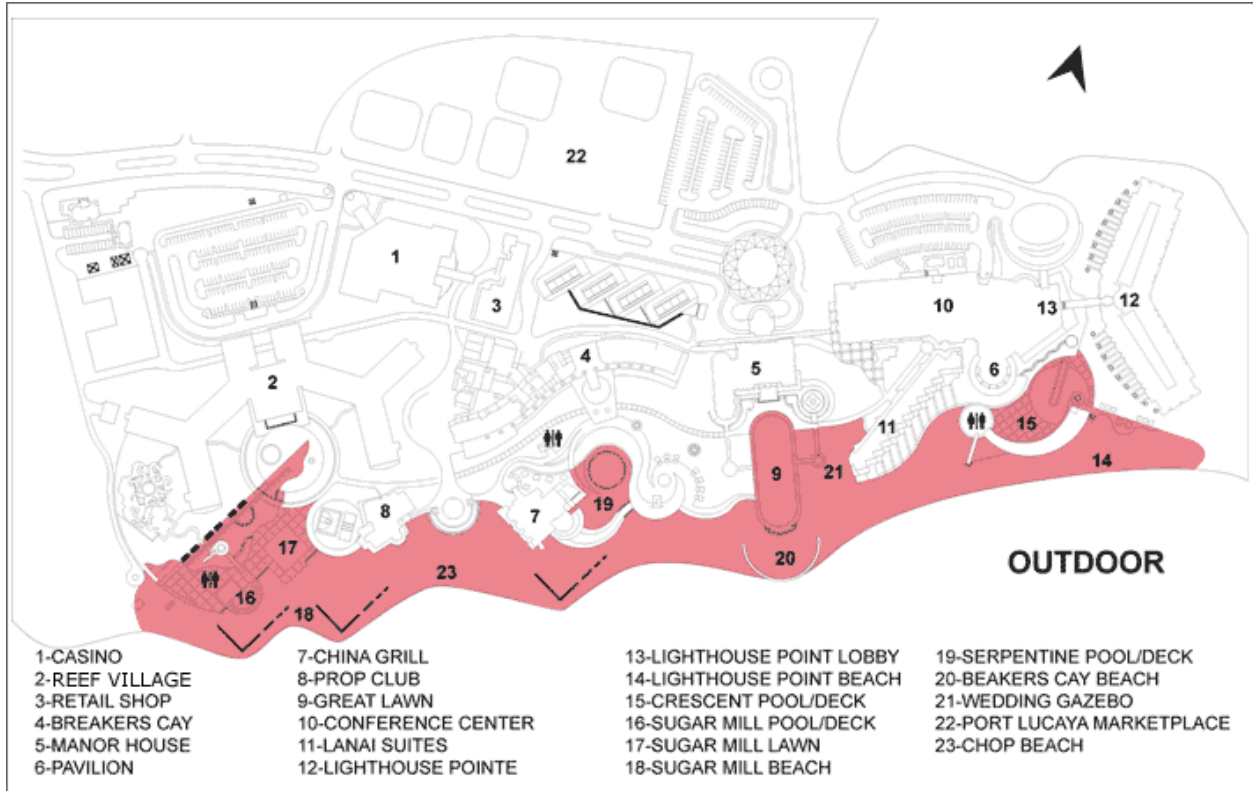 22
1
3
10
13
12
4
5
2
6
11
15
14
9
21
19
8
7
17
20
23
16
18
OUTDOOR
1-CASINO
2-REEF VILLAGE
3-RETAIL SHOP
4-BREAKERS CAY
5-MANOR HOUSE
6-PAVILION
7-CHINA GRILL
8-PROP CLUB
9-GREAT LAWN
10-CONFERENCE CENTER
11-LANAI SUITES
12-LIGHTHOUSE POINTE
13-LIGHTHOUSE POINT LOBBY
14-LIGHTHOUSE POINT BEACH
15-CRESCENT POOL/DECK
16-SUGAR MILL POOL/DECK
17-SUGAR MILL LAWN
18-SUGAR MILL BEACH
19-SERPENTINE POOL/DECK
20-BEAKERS CAY BEACH
21-WEDDING GAZEBO
22-PORT LUCAYA MARKETPLACE
23-CHOP BEACH